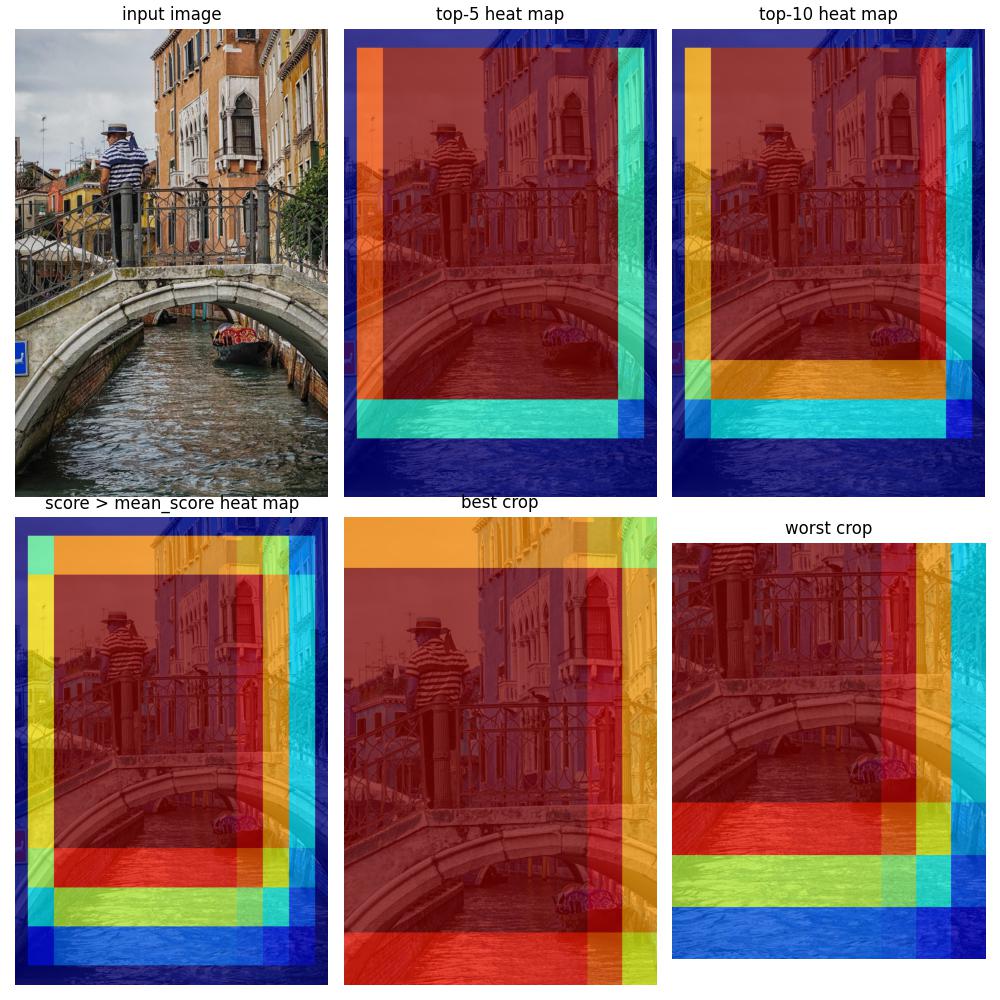 input image
top-5 heat map
top-10 heat map
score > mean_score heat map
best crop
worst crop